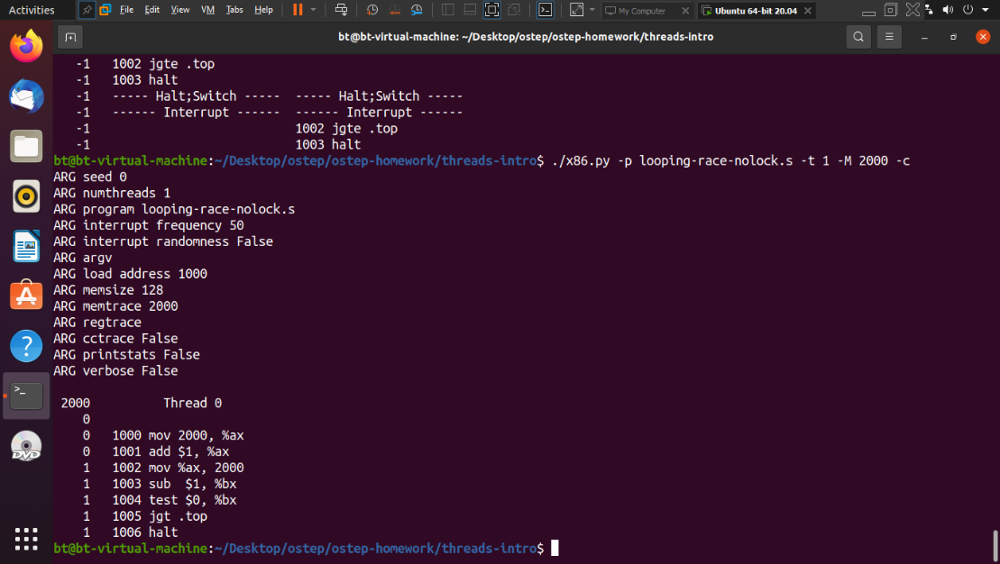 Activities File Edit View VM Tabs Help My Computer Ubuntu 64-bit 20.04
bt@bt-virtual-machine: ~/Desktop/ostep/ostep-homework/threads-intro
-1 1002 jgte .top
-1 1003 halt
-1 ----- Halt;Switch ----- ----- Halt;Switch -----
-1 ------ Interrupt ------ ------ Interrupt ------
-1 1002 jgte .top
-1 1003 halt
bt@bt-virtual-machine:~/Desktop/ostep/ostep-homework/threads-intro$ ./x86.py -p looping-race-nolock.s -t 1 -M 2000 -c
ARG seed 0
ARG numthreads 1
ARG program looping-race-nolock.s
ARG interrupt frequency 50
ARG interrupt randomness False
ARG argv
ARG load address 1000
ARG memsize 128
ARG memtrace 2000
ARG regtrace
ARG cctrace False
ARG printstats False
ARG verbose False
2000 Thread 0
0
0 1000 mov 2000, %ax
0 1001 add $1, %ax
1 1002 mov %ax, 2000
1 1003 sub  $1, %bx
1 1004 test $0, %bx
1 1005 jgt .top
1 1006 halt
bt@bt-virtual-machine:~/Desktop/ostep/ostep-homework/threads-intro$
DVD